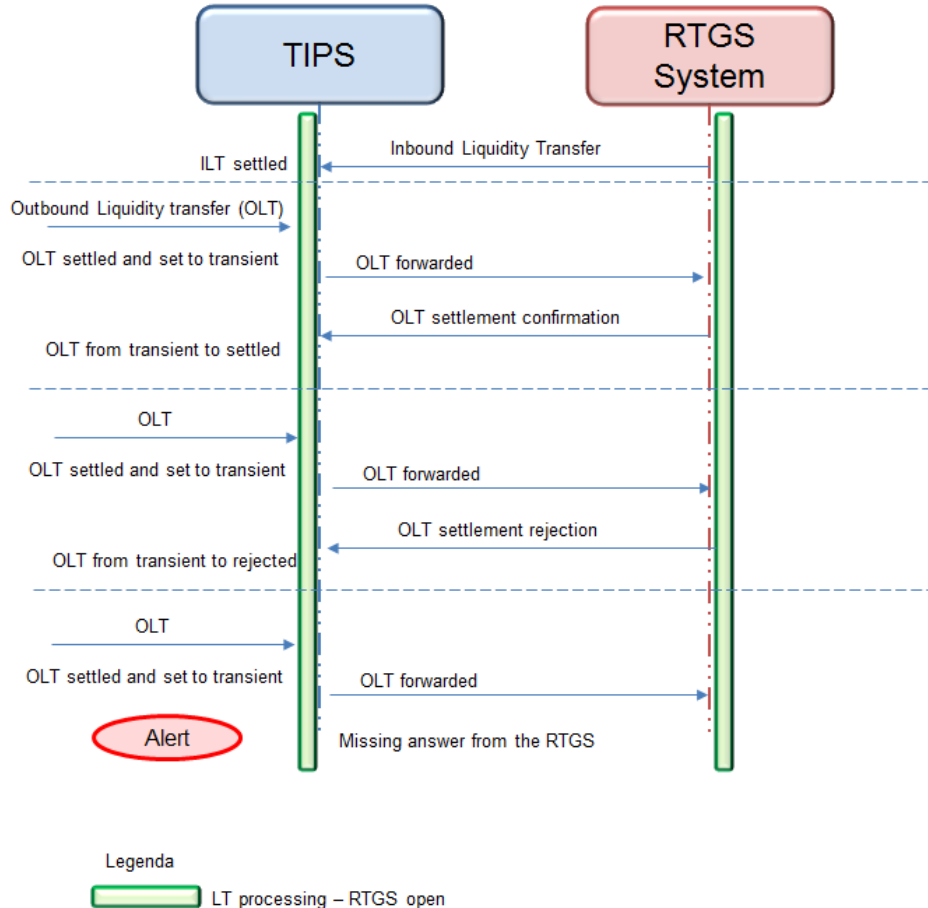 TIPS
RTGS
System
Inbound Liquidity Transfer
ILT settled
Outbound Liquidity transfer (OLT)
OLT settled and set to transient
OLT forwarded
OLT settlement confirmation
OLT from transient to settled
OLT
OLT settled and set to transient
OLT forwarded
OLT settlement rejection
OLT from transient to rejected
OLT
OLT settled and set to transient
OLT forwarded
Alert
Missing answer from the RTGS
Legenda
LT processing – RTGS open